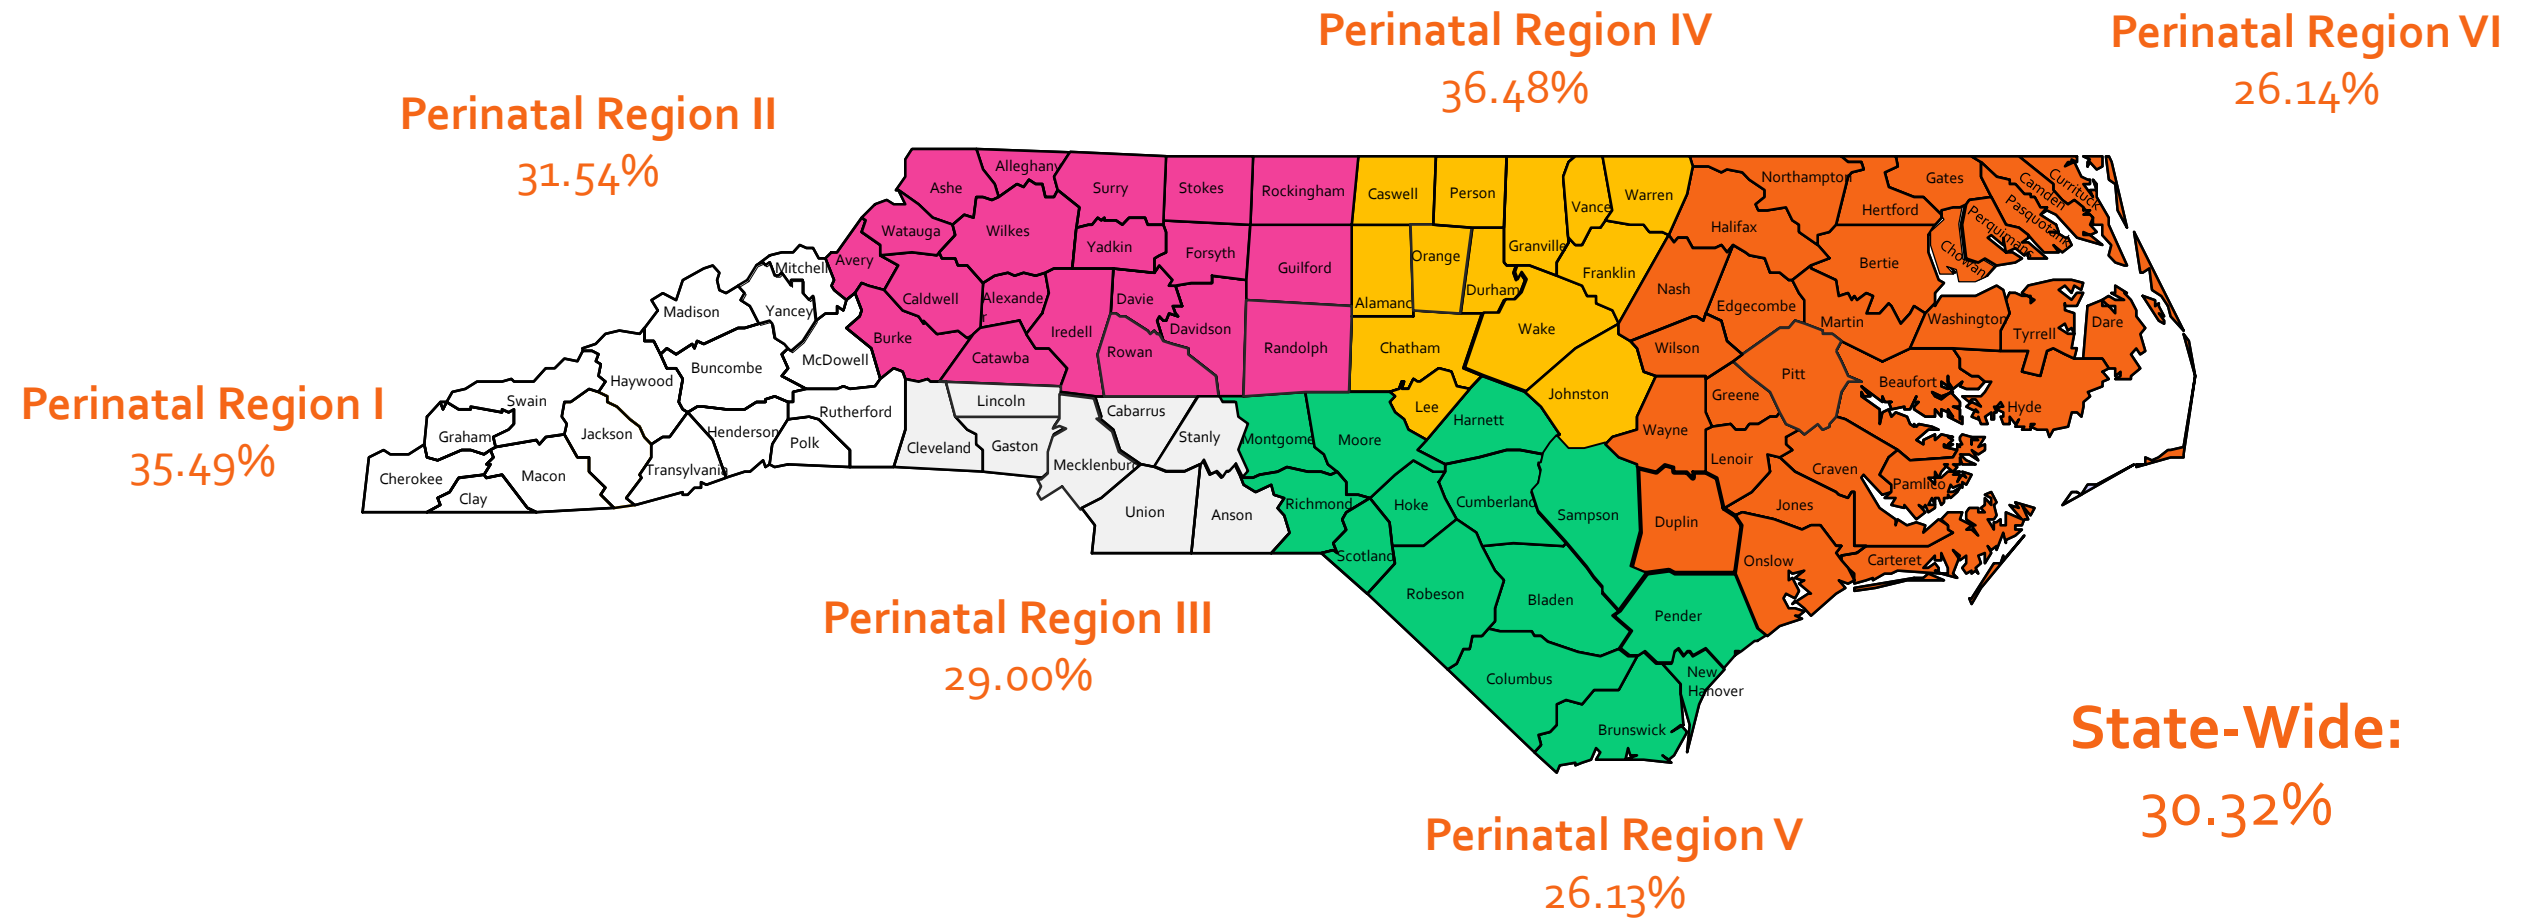 Perinatal Region IV
36.48%
Perinatal Region VI
26.14%
Perinatal Region II
31.54%
Perinatal Region I
35.49%
Perinatal Region III
29.00%
Perinatal Region V
26.13%
State-Wide:
30.32%
Cherokee
Graham
Clay
Swain
Macon
Haywood
Jackson
Madison
Buncombe
Transylvania
Henderson
Mitchell
Yancey
McDowell
Polk
Rutherford
Ashe
Alleghany
Surry
Stokes
Rockingham
Watauga
Wilkes
Yadkin
Forsyth
Guilford
Avery
Caldwell
Alexande
r
Iredell
Davie
Davidson
Randolph
Burke
Catawba
Rowan
Cleveland
Lincoln
Gaston
Mecklenburg
Cabarrus
Stanly
Union
Anson
Caswell
Person
Granville
Vance
Warren
Alamanc
Orange
Durham
Franklin
Wake
Chatham
Lee
Johnston
Montgome
Moore
Harnett
Richmond
Hoke
Cumberland
Sampson
Scotland
Robeson
Bladen
Pender
Columbus
New
Hanover
Brunswick
Northampton
Gates
Hertford
Halifax
Camden
Currituck
Pasquotank
Perquimans
Chowan
Bertie
Nash
Edgecombe
Martin
Washington
Tyrrell
Dare
Wilson
Pitt
Beaufort
Hyde
Greene
Wayne
Lenoir
Craven
Pamlico
Jones
Duplin
Onslow
Carteret